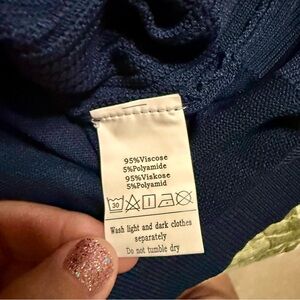 95%Viscose
5%Polyamide
95%Viskose
5%Polyamid
30
Wash light and dark clothes
separately
Do not tumble dry